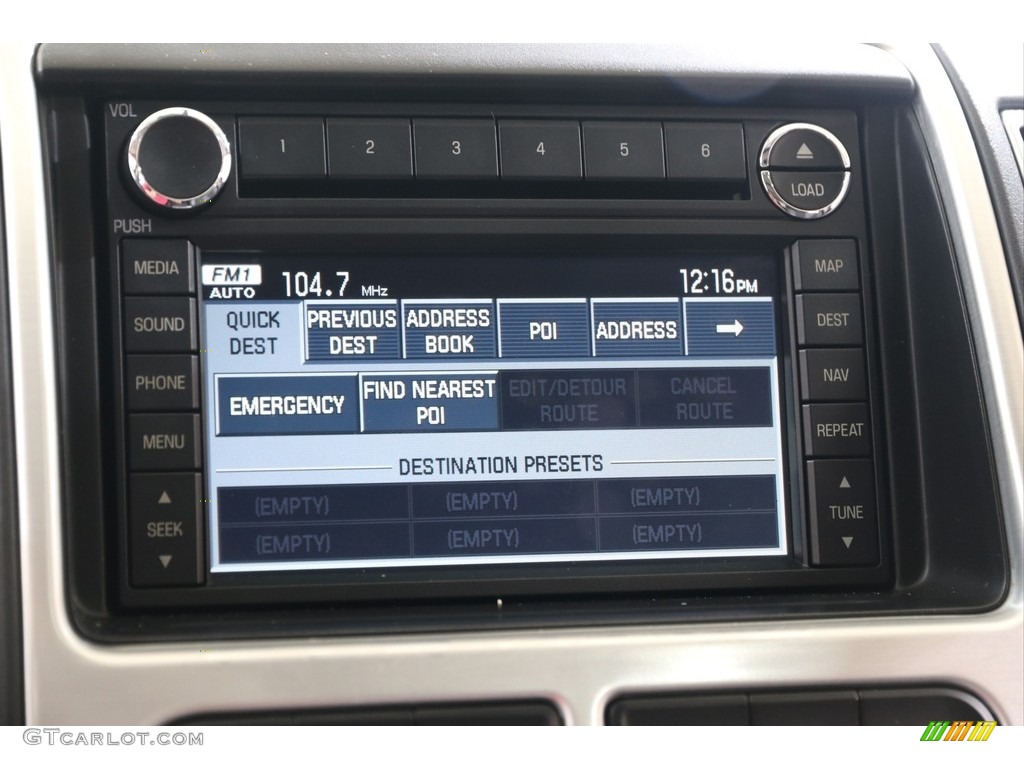 VOL
1 2 3 4 5 6
LOAD
PUSH
MEDIA
SOUND
PHONE
MENU
SEEK
FM1
AUTO
104.7 MHz
12:16PM
QUICK DEST
PREVIOUS DEST
ADDRESS BOOK
POI
ADDRESS
EMERGENCY
FIND NEAREST POI
EDIT/DETOUR ROUTE
CANCEL ROUTE
DESTINATION PRESETS
(EMPTY) (EMPTY) (EMPTY)
(EMPTY) (EMPTY) (EMPTY)
MAP
DEST
NAV
REPEAT
TUNE
GTCARLOT.COM